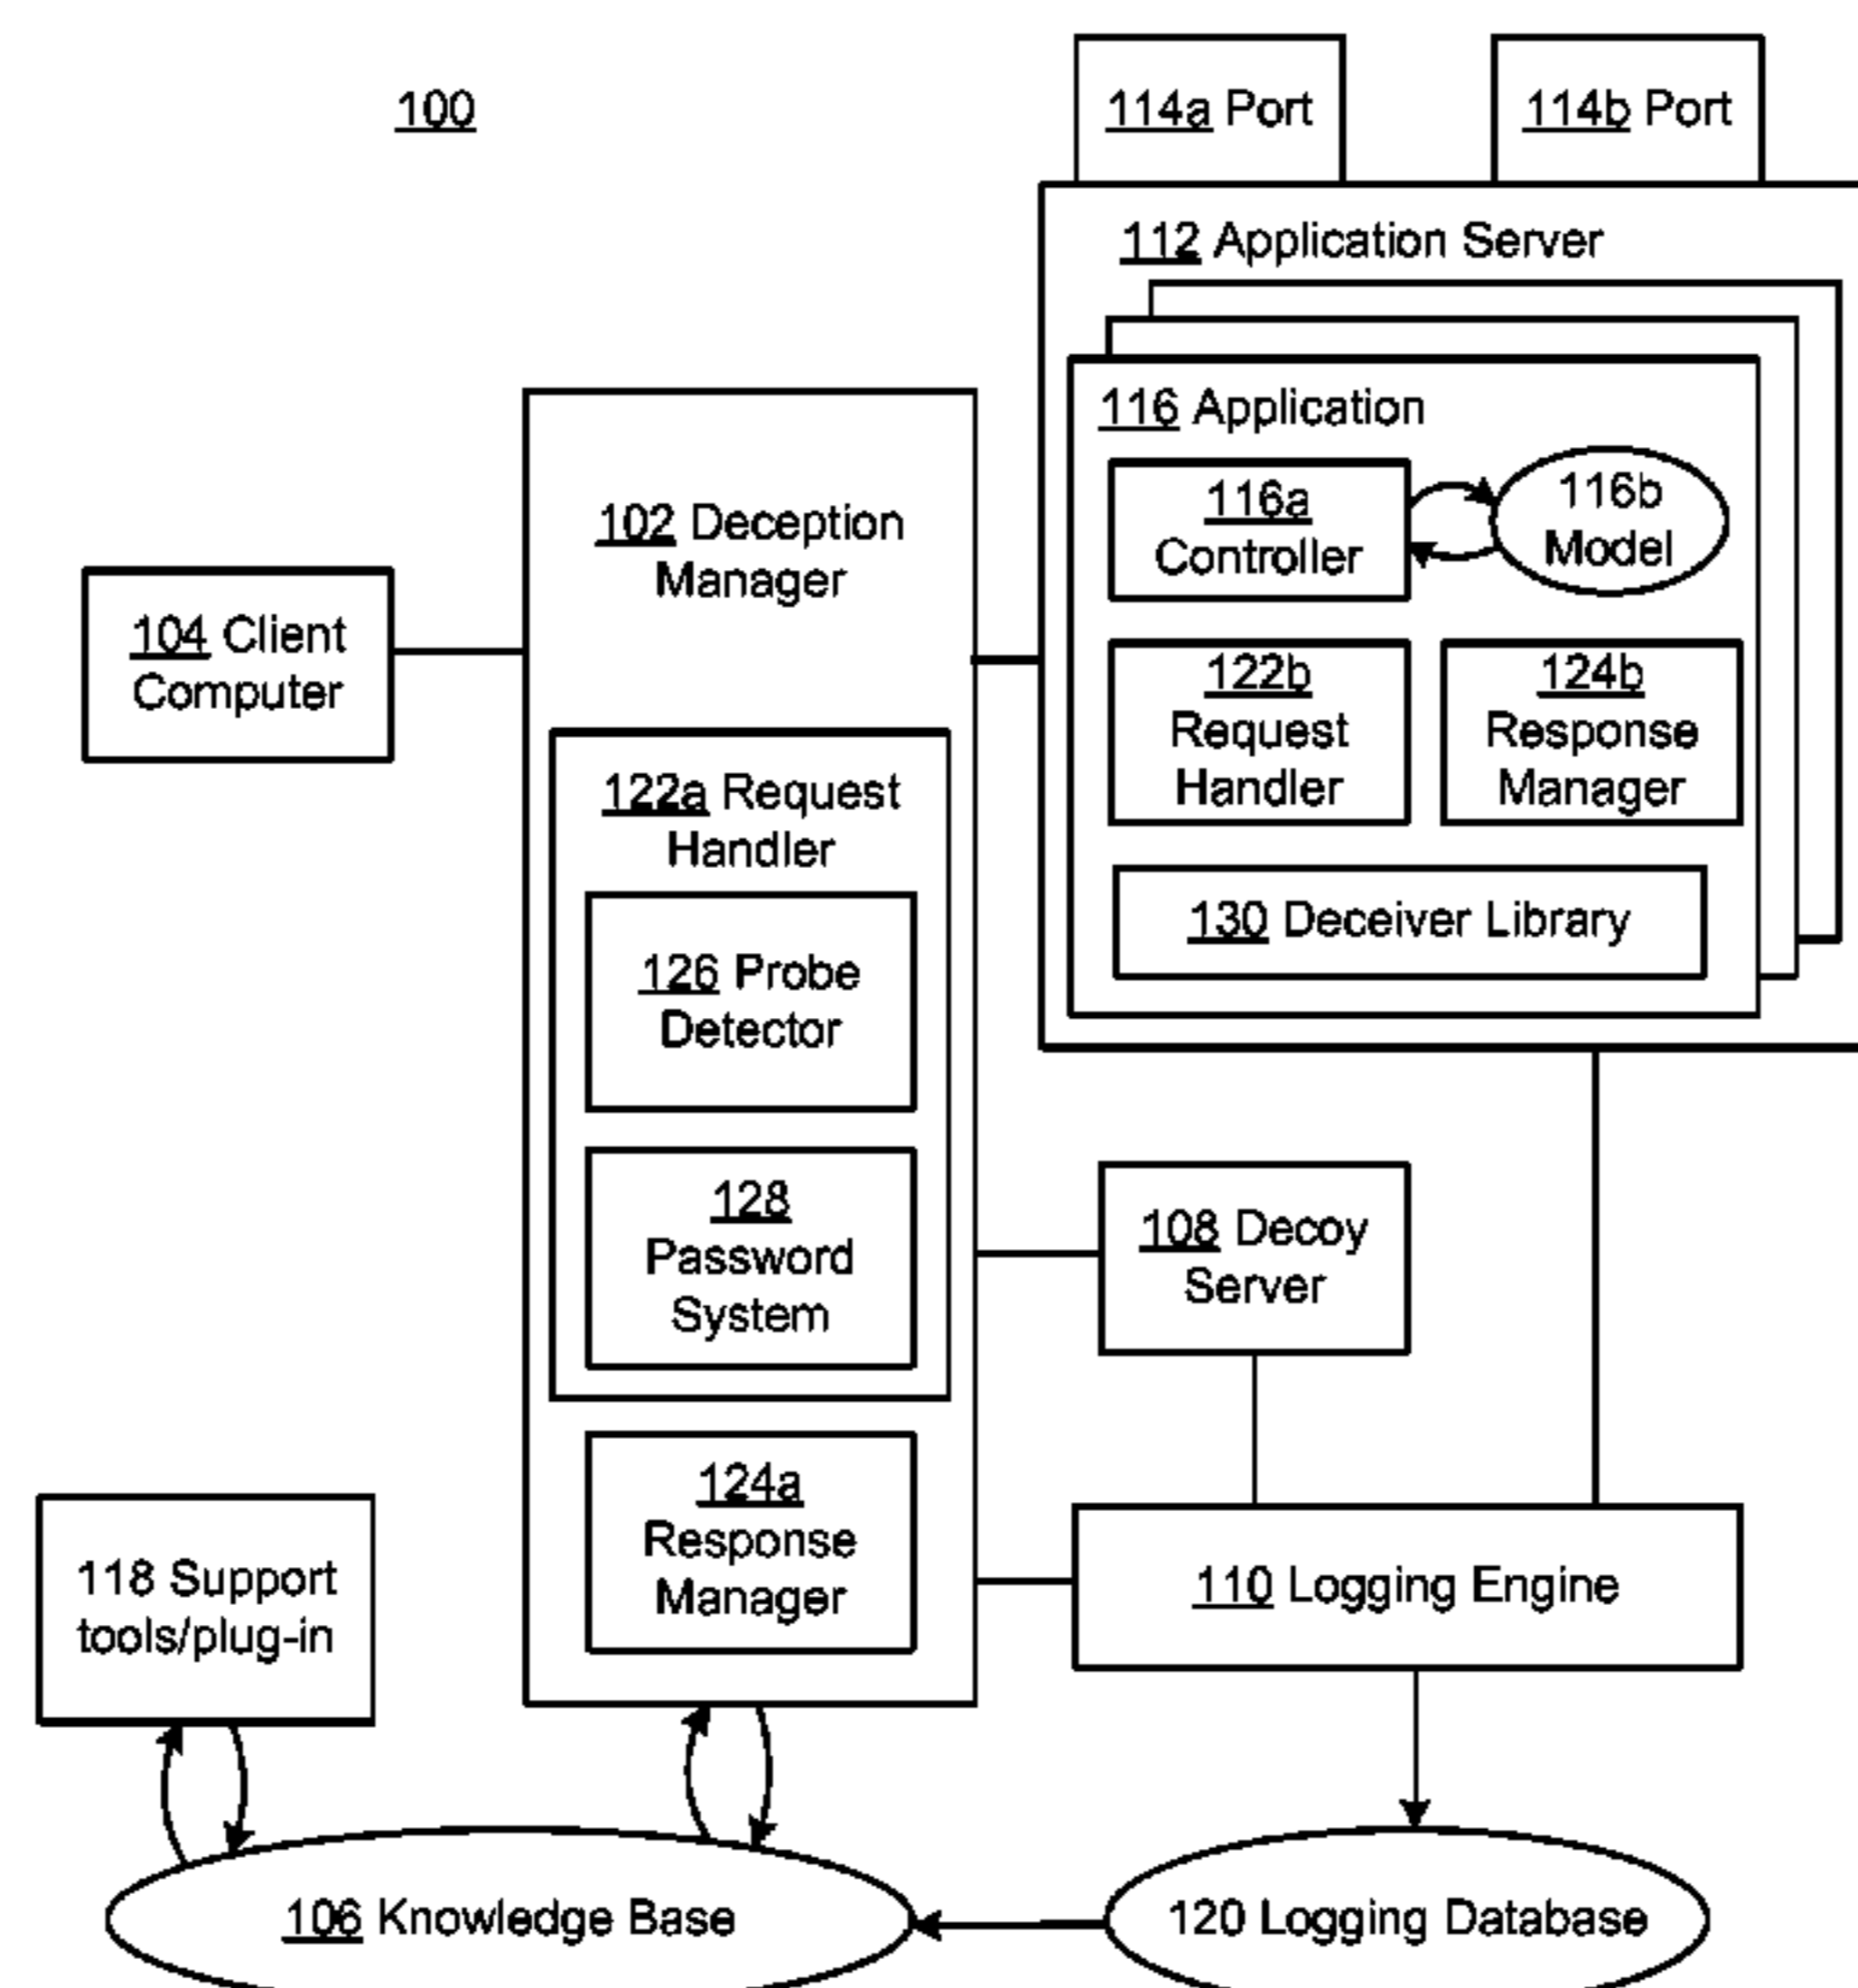 100
114a Port
114b Port
112 Application Server
116 Application
116a
Controller
116b
Model
102 Deception
Manager
104 Client
Computer
122b
Request
Handler
124b
Response
Manager
122a Request
Handler
130 Deceiver Library
126 Probe
Detector
128
Password
System
108 Decoy
Server
124a
Response
Manager
118 Support
tools/plug-in
110 Logging Engine
106 Knowledge Base
120 Logging Database